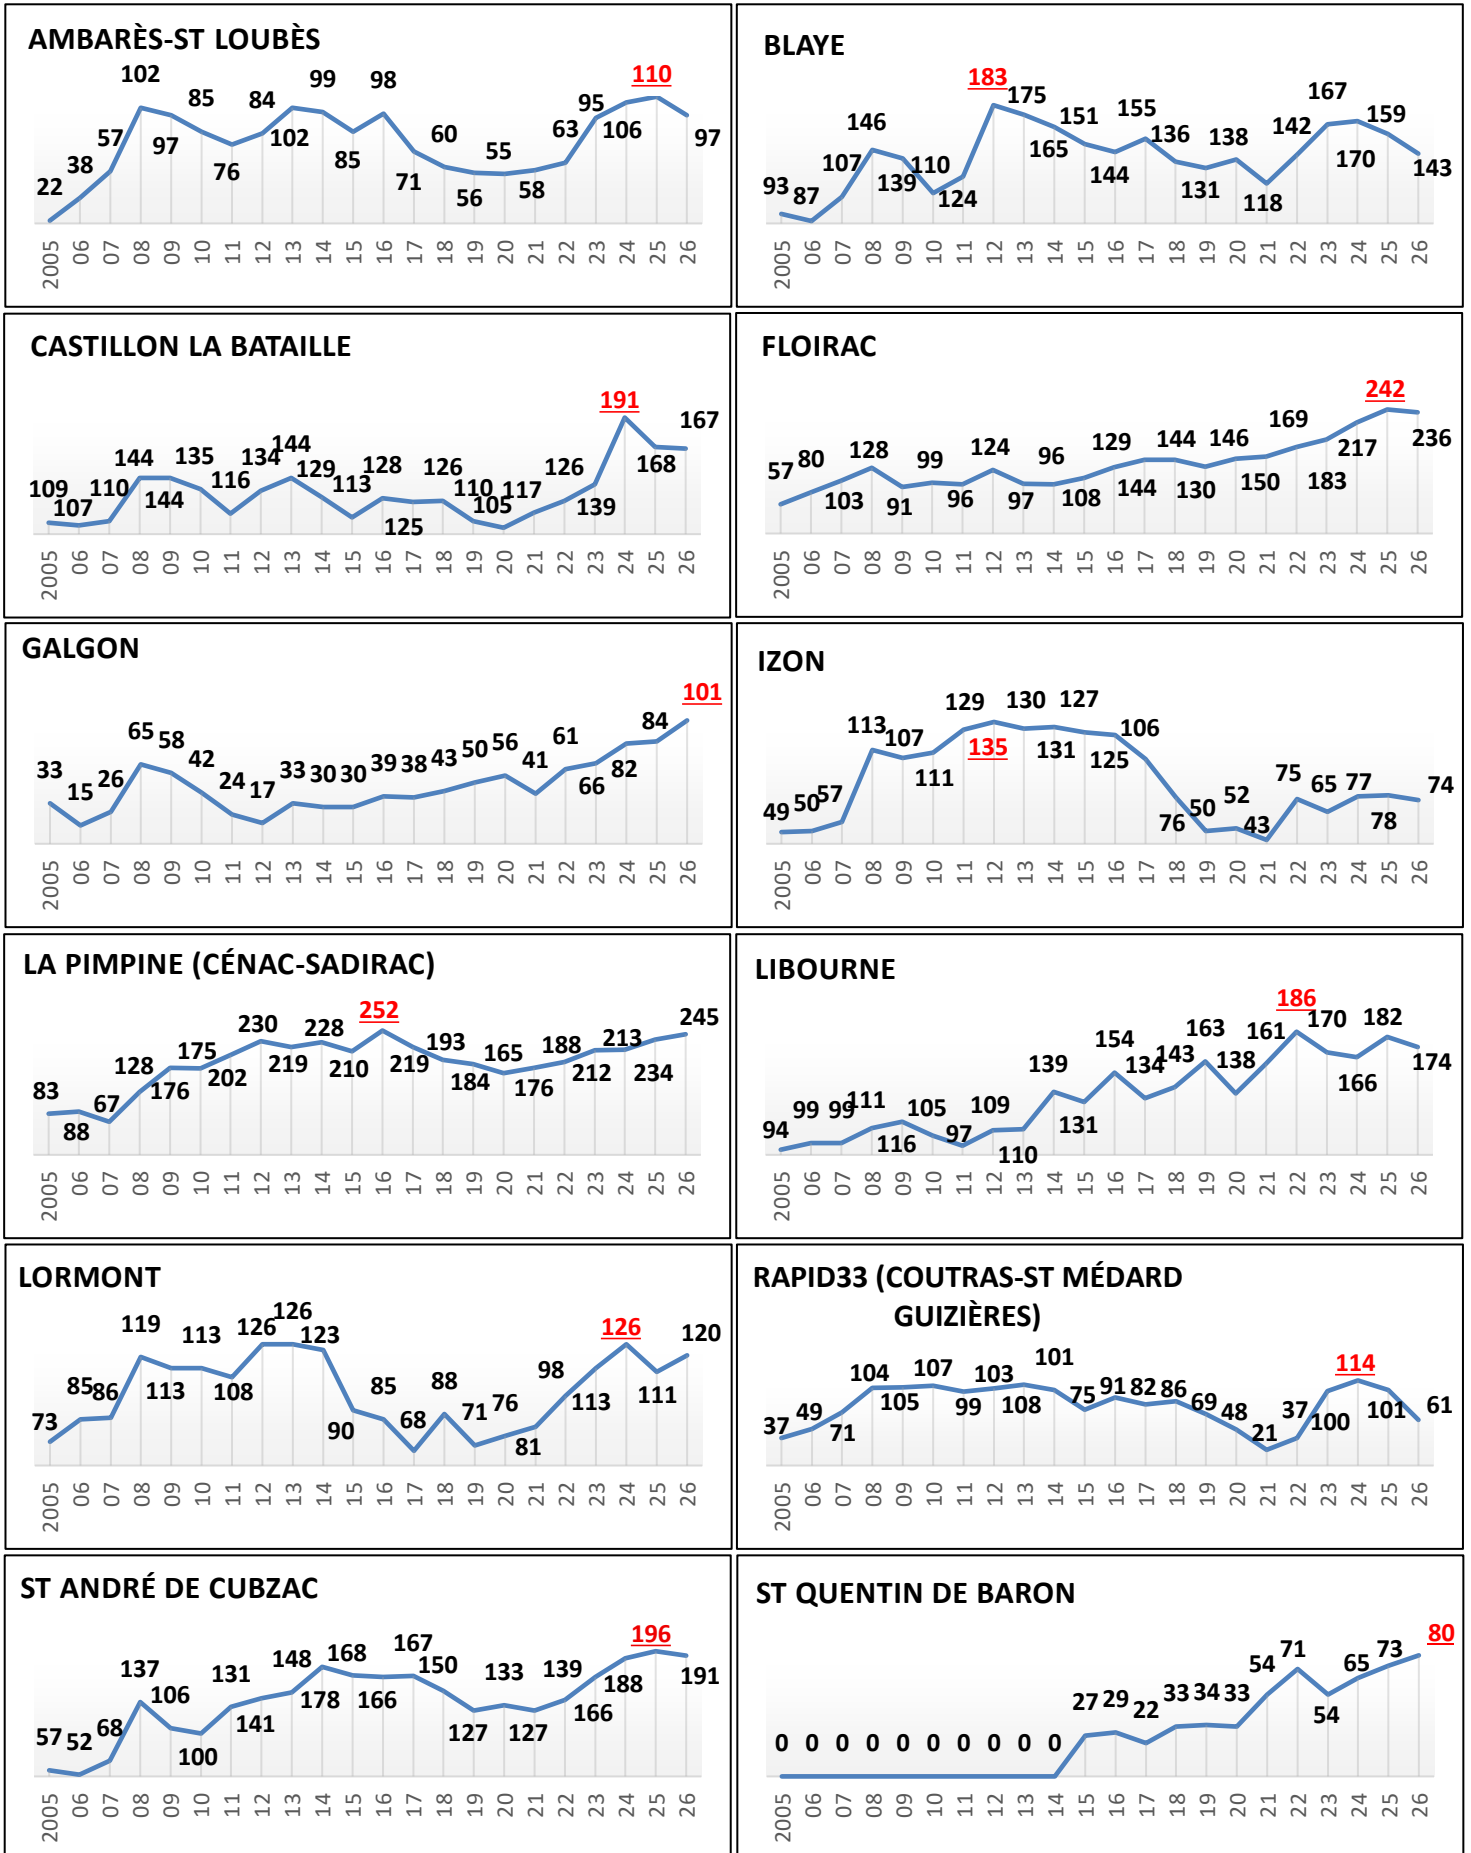 AMBARÈS-ST LOUBÈS
22 38 57 102 97 85 76 84 102 99 85 98 71 60 56 55 58 63 95 106 110 97
2005 06 07 08 09 10 11 12 13 14 15 16 17 18 19 20 21 22 23 24 25 26
BLAYE
93 87 107 146 139 110 124 183 175 165 151 144 155 136 131 138 118 142 167 170 159 143
2005 06 07 08 09 10 11 12 13 14 15 16 17 18 19 20 21 22 23 24 25 26
CASTILLON LA BATAILLE
109 107 110 144 144 135 116 134 144 129 113 128 125 126 110 105 117 126 139 191 168 167
2005 06 07 08 09 10 11 12 13 14 15 16 17 18 19 20 21 22 23 24 25 26
FLOIRAC
57 80 103 128 91 99 96 124 97 96 108 129 144 144 130 146 150 169 183 217 242 236
2005 06 07 08 09 10 11 12 13 14 15 16 17 18 19 20 21 22 23 24 25 26
GALGON
33 15 26 65 58 42 24 17 33 30 30 39 38 43 50 56 41 61 66 82 84 101
2005 06 07 08 09 10 11 12 13 14 15 16 17 18 19 20 21 22 23 24 25 26
IZON
49 50 57 113 107 111 129 135 130 131 127 125 106 76 50 52 43 75 65 77 78 74
2005 06 07 08 09 10 11 12 13 14 15 16 17 18 19 20 21 22 23 24 25 26
LA PIMPINE (CÉNAC-SADIRAC)
83 88 67 128 176 175 202 230 219 228 210 252 219 193 184 165 176 188 212 213 234 245
2005 06 07 08 09 10 11 12 13 14 15 16 17 18 19 20 21 22 23 24 25 26
LIBOURNE
94 99 99 111 116 105 97 109 110 139 131 154 134 143 163 138 161 186 170 166 182 174
2005 06 07 08 09 10 11 12 13 14 15 16 17 18 19 20 21 22 23 24 25 26
LORMONT
73 85 86 119 113 113 108 126 126 123 90 85 68 88 71 76 81 98 113 126 111 120
2005 06 07 08 09 10 11 12 13 14 15 16 17 18 19 20 21 22 23 24 25 26
RAPID33 (COUTRAS-ST MÉDARD
GUIZIÈRES)
37 49 71 104 105 107 99 103 108 101 75 91 82 86 69 48 21 37 100 114 101 61
2005 06 07 08 09 10 11 12 13 14 15 16 17 18 19 20 21 22 23 24 25 26
ST ANDRÉ DE CUBZAC
57 52 68 137 106 100 131 141 148 178 168 166 167 150 127 133 127 139 166 188 196 191
2005 06 07 08 09 10 11 12 13 14 15 16 17 18 19 20 21 22 23 24 25 26
ST QUENTIN DE BARON
0 0 0 0 0 0 0 0 0 0 27 29 22 33 34 33 54 71 54 65 73 80
2005 06 07 08 09 10 11 12 13 14 15 16 17 18 19 20 21 22 23 24 25 26